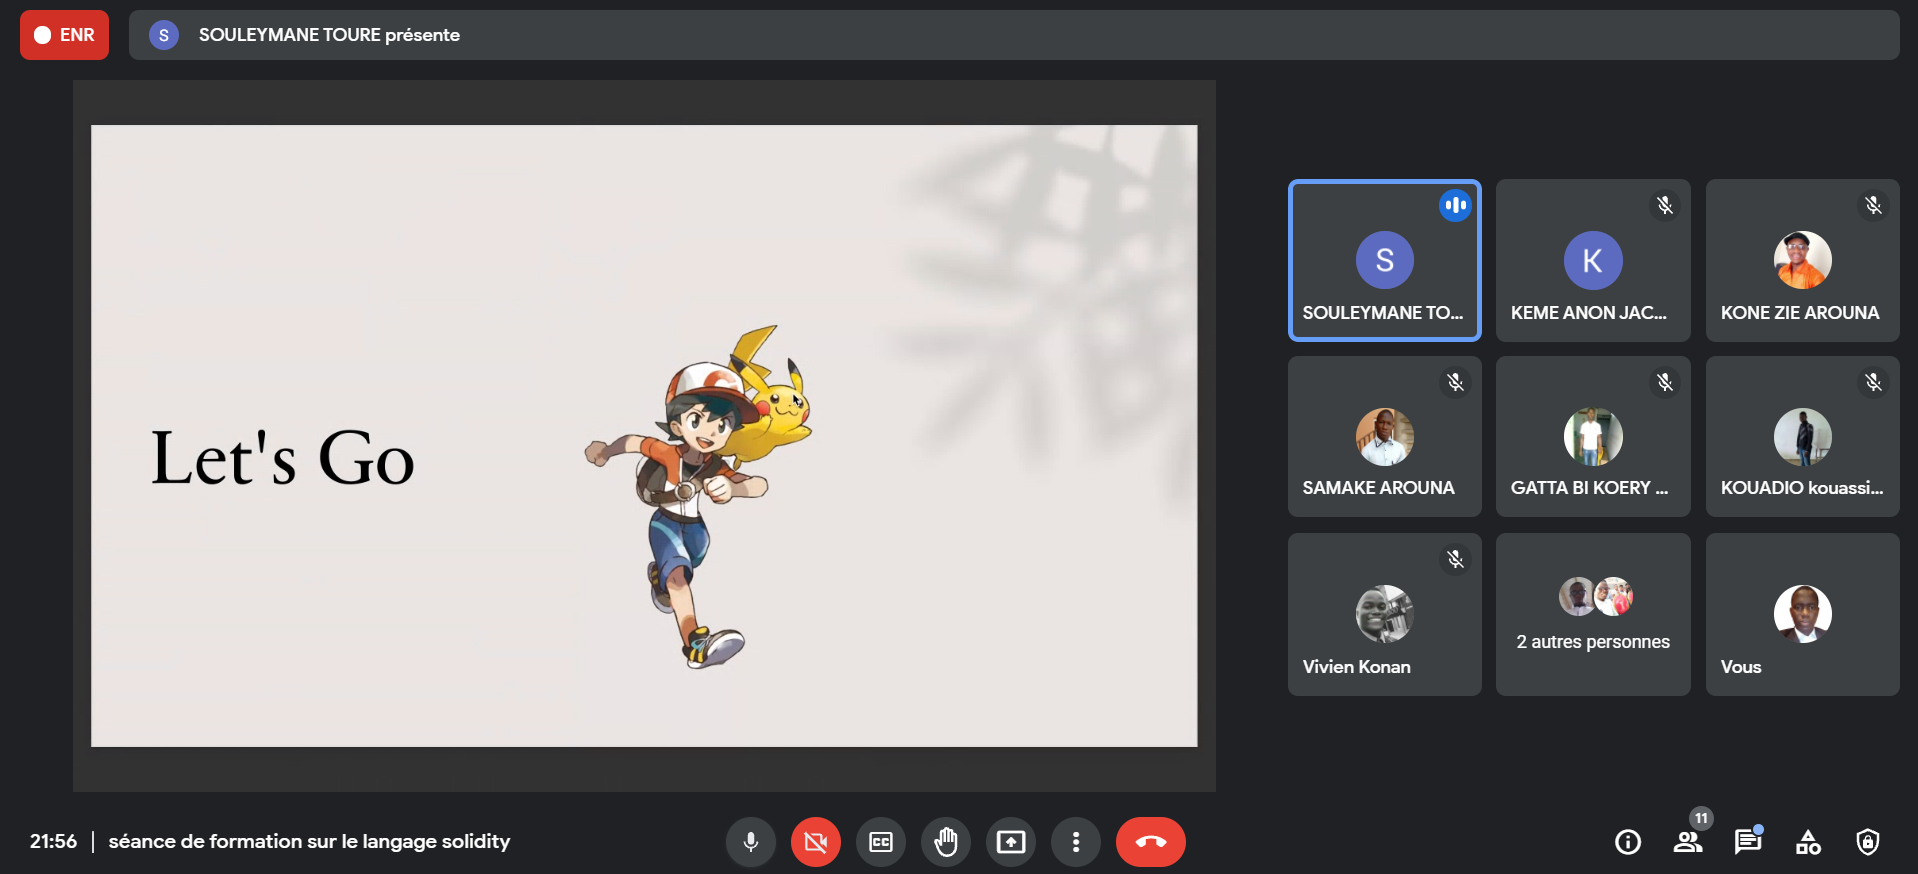 ENR
S
SOULEYMANE TOURE présente
Let's Go
S
SOULEYMANE TO...
K
KEME ANON JAC...
KONE ZIE AROUNA
SAMAKE AROUNA
GATTA BI KOERY ...
KOUADIO kouassi...
Vivien Konan
2 autres personnes
Vous
21:56 | séance de formation sur le langage solidity
CC
11